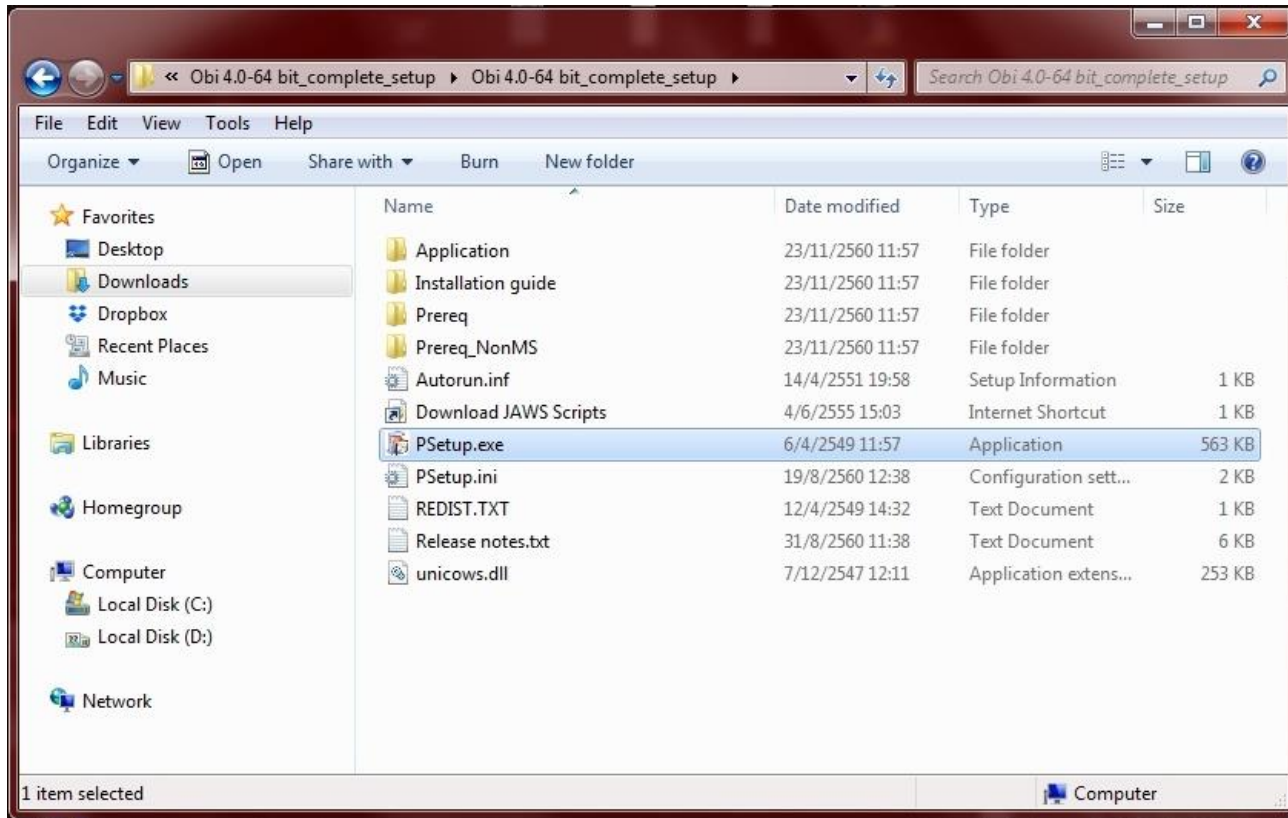 « Obi 4.0-64 bit_complete_setup ▸ Obi 4.0-64 bit_complete_setup ▸ Search Obi 4.0-64 bit_complete_setup
File Edit View Tools Help
Organize Open Share with Burn New folder
Name Date modified Type Size
Favorites
Desktop
Downloads
Dropbox
Recent Places
Music
Libraries
Homegroup
Computer
Local Disk (C:)
Local Disk (D:)
Network
Application 23/11/2560 11:57 File folder
Installation guide 23/11/2560 11:57 File folder
Prereq 23/11/2560 11:57 File folder
Prereq_NonMS 23/11/2560 11:57 File folder
Autorun.inf 14/4/2551 19:58 Setup Information 1 KB
Download JAWS Scripts 4/6/2555 15:03 Internet Shortcut 1 KB
PSetup.exe 6/4/2549 11:57 Application 563 KB
PSetup.ini 19/8/2560 12:38 Configuration sett... 2 KB
REDIST.TXT 12/4/2549 14:32 Text Document 1 KB
Release notes.txt 31/8/2560 11:38 Text Document 6 KB
unicows.dll 7/12/2547 12:11 Application extens... 253 KB
1 item selected Computer